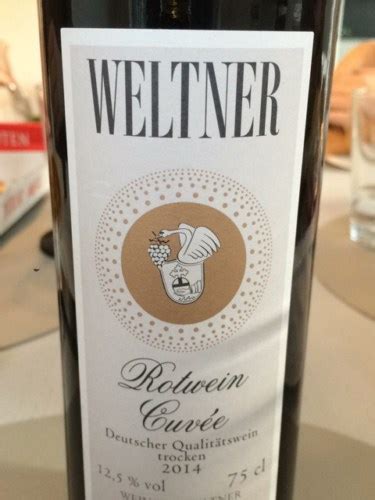 WELTNER
Rotwein
Cuvée
Deutscher Qualitätswein
trocken
2014
12,5 % vol
75 cl